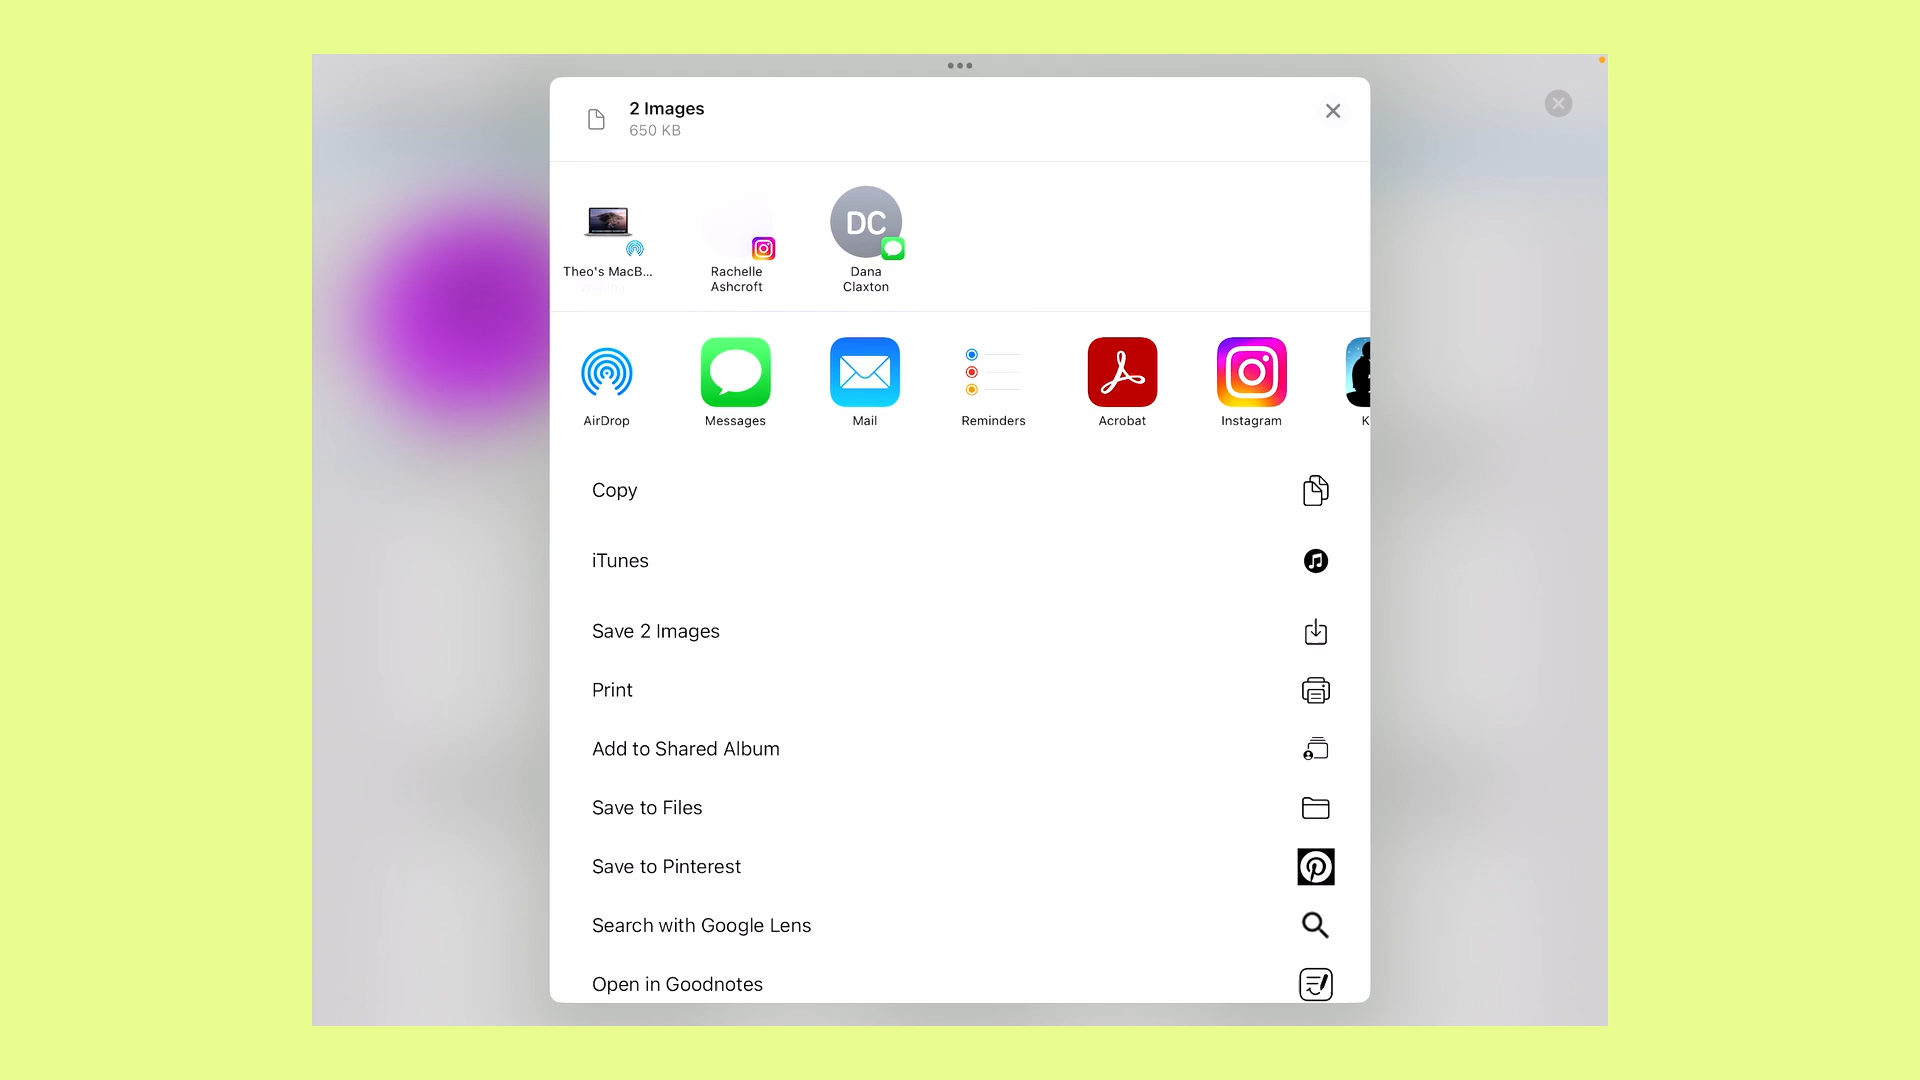 2 Images
650 KB
Theo's MacB...
Rachelle
Ashcroft
DC
Dana
Claxton
AirDrop
Messages
Mail
Reminders
Acrobat
Instagram
K
Copy
iTunes
Save 2 Images
Print
Add to Shared Album
Save to Files
Save to Pinterest
Search with Google Lens
Open in Goodnotes